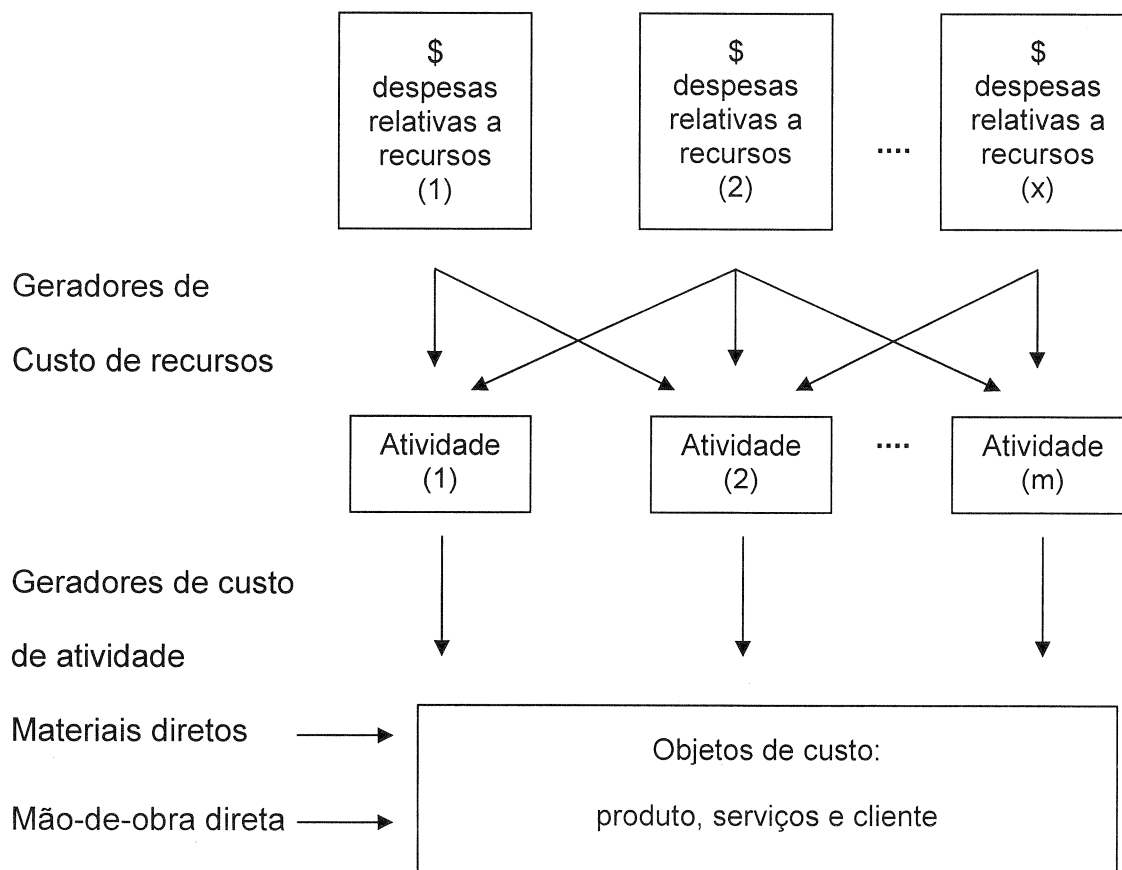 $
despesas
relativas a
recursos
(1)
$
despesas
relativas a
recursos
(2)
....
$
despesas
relativas a
recursos
(x)
Geradores de
Custo de recursos
Atividade
(1)
Atividade
(2)
....
Atividade
(m)
Geradores de custo
de atividade
Materiais diretos
Mão-de-obra direta
Objetos de custo:
produto, serviços e cliente